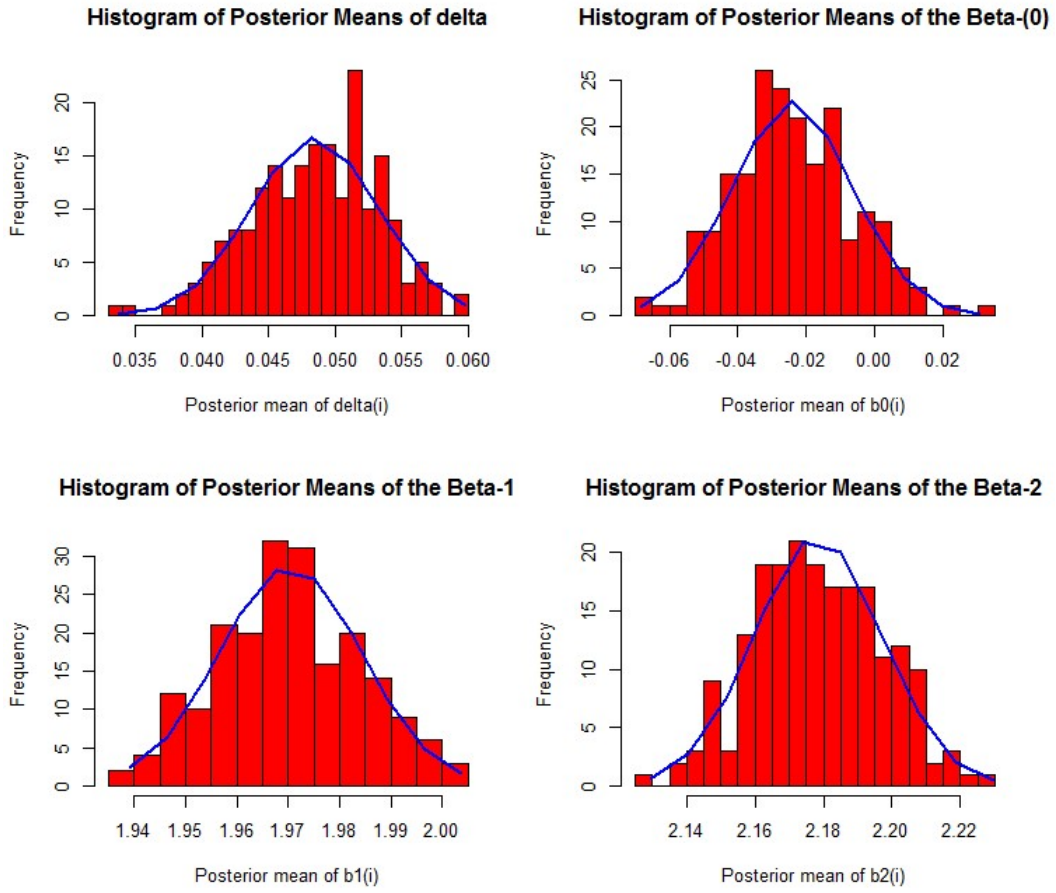 Histogram of Posterior Means of delta
Frequency
0
5
10
15
20
0.035 0.040 0.045 0.050 0.055 0.060
Posterior mean of delta(i)
Histogram of Posterior Means of the Beta-(0)
Frequency
0
5
10
15
20
25
-0.06 -0.04 -0.02 0.00 0.02
Posterior mean of b0(i)
Histogram of Posterior Means of the Beta-1
Frequency
0
5
10
15
20
25
30
1.94 1.95 1.96 1.97 1.98 1.99 2.00
Posterior mean of b1(i)
Histogram of Posterior Means of the Beta-2
Frequency
0
5
10
15
20
2.14 2.16 2.18 2.20 2.22
Posterior mean of b2(i)